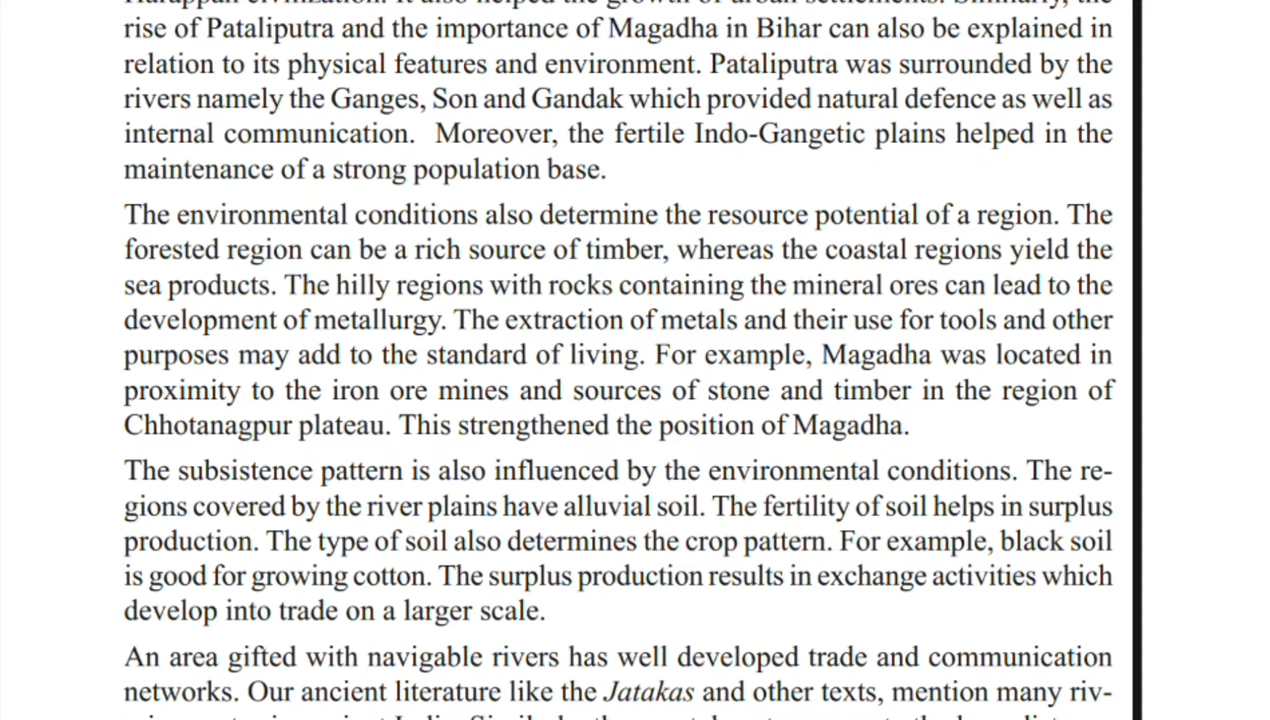 Harappan civilization. It also helped the growth of urban settlements. Similarly, the
rise of Pataliputra and the importance of Magadha in Bihar can also be explained in
relation to its physical features and environment. Pataliputra was surrounded by the
rivers namely the Ganges, Son and Gandak which provided natural defence as well as
internal communication. Moreover, the fertile Indo-Gangetic plains helped in the
maintenance of a strong population base.
The environmental conditions also determine the resource potential of a region. The
forested region can be a rich source of timber, whereas the coastal regions yield the
sea products. The hilly regions with rocks containing the mineral ores can lead to the
development of metallurgy. The extraction of metals and their use for tools and other
purposes may add to the standard of living. For example, Magadha was located in
proximity to the iron ore mines and sources of stone and timber in the region of
Chhotanagpur plateau. This strengthened the position of Magadha.
The subsistence pattern is also influenced by the environmental conditions. The re-
gions covered by the river plains have alluvial soil. The fertility of soil helps in surplus
production. The type of soil also determines the crop pattern. For example, black soil
is good for growing cotton. The surplus production results in exchange activities which
develop into trade on a larger scale.
An area gifted with navigable rivers has well developed trade and communication
networks. Our ancient literature like the Jatakas and other texts, mention many riv-